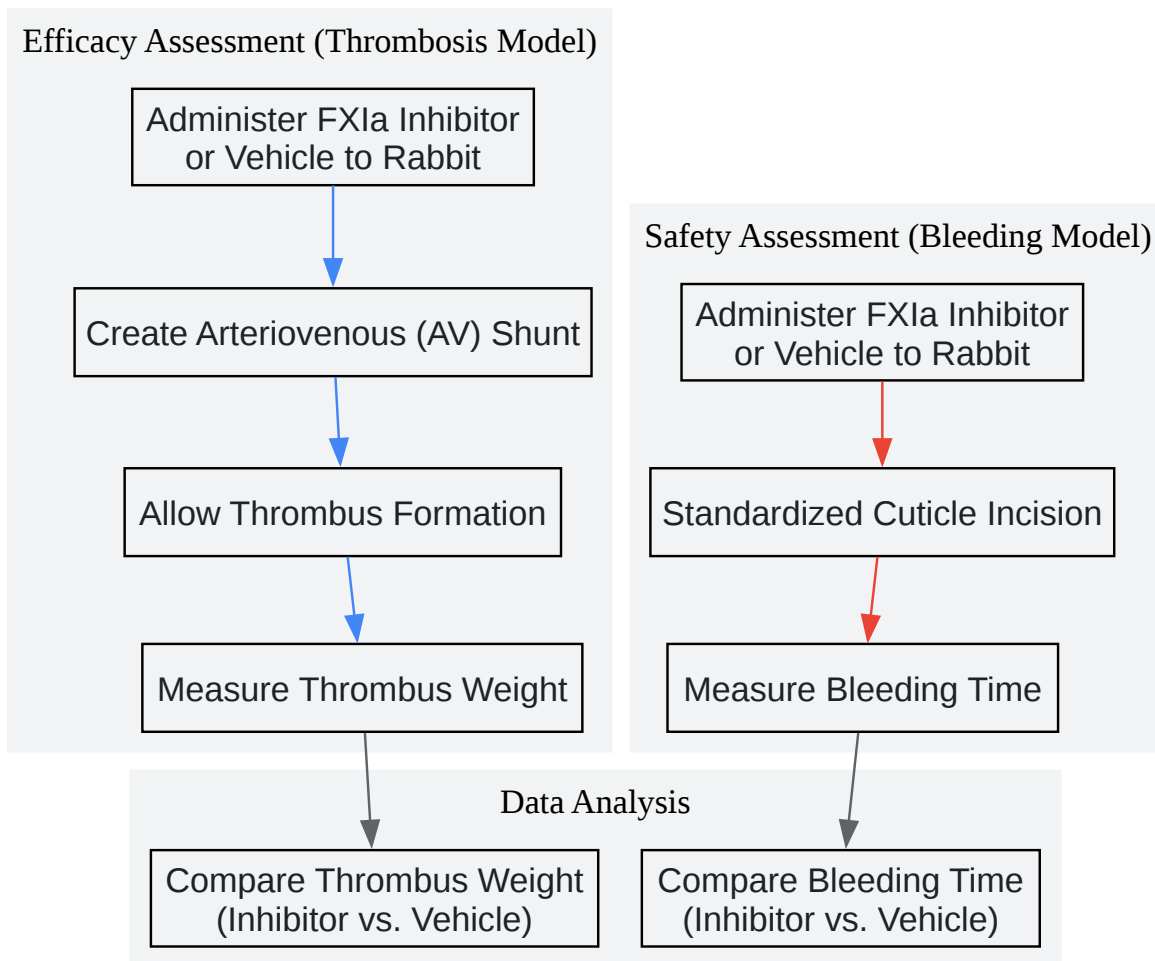 Efficacy Assessment (Thrombosis Model)
Administer FXIa Inhibitor
or Vehicle to Rabbit
Create Arteriovenous (AV) Shunt
Allow Thrombus Formation
Measure Thrombus Weight
Safety Assessment (Bleeding Model)
Administer FXIa Inhibitor
or Vehicle to Rabbit
Standardized Cuticle Incision
Measure Bleeding Time
Data Analysis
Compare Thrombus Weight
(Inhibitor vs. Vehicle)
Compare Bleeding Time
(Inhibitor vs. Vehicle)